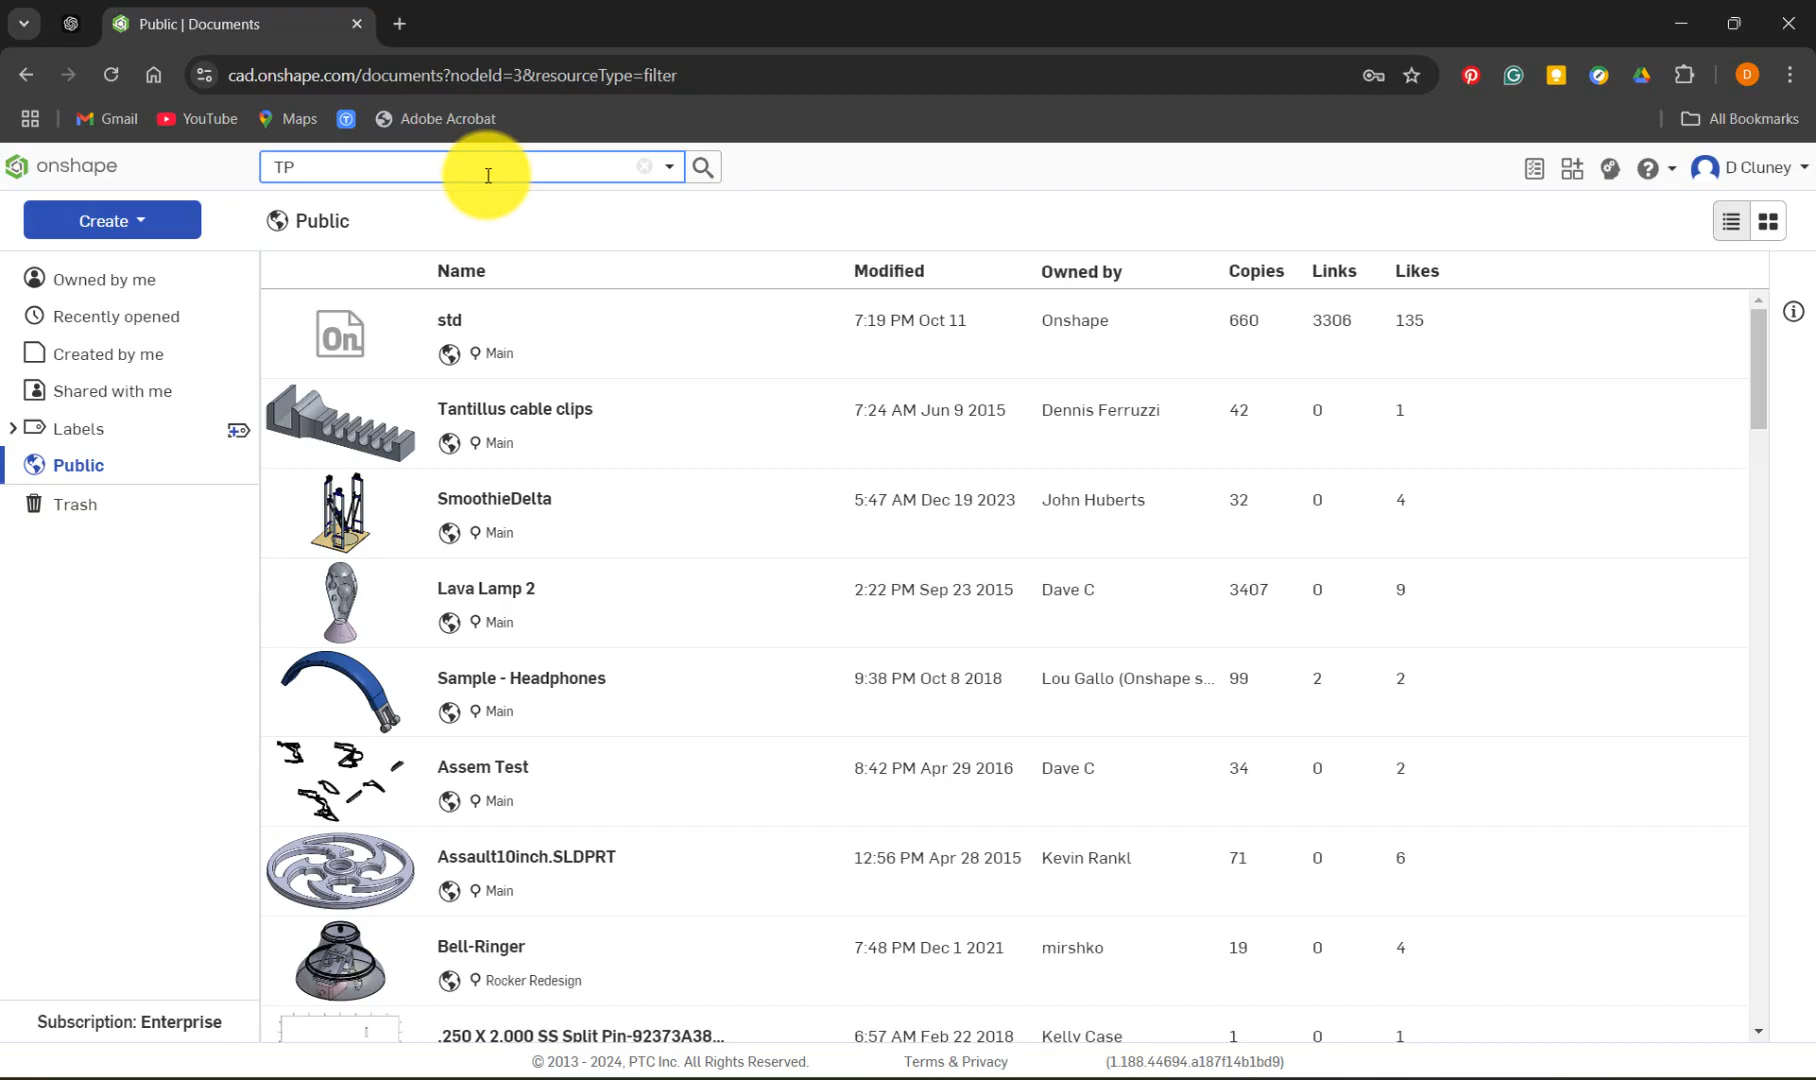 Public | Documents
cad.onshape.com/documents?nodeId=3&resourceType=filter
D
Gmail
YouTube
Maps
Adobe Acrobat
All Bookmarks
onshape
TP
D Cluney
Create
Public
Owned by me
Recently opened
Created by me
Shared with me
Labels
Public
Trash
Name Modified Owned by Copies Links Likes
On
std 7:19 PM Oct 11 Onshape 660 3306 135
Main
Tantillus cable clips 7:24 AM Jun 9 2015 Dennis Ferruzzi 42 0 1
Main
SmoothieDelta 5:47 AM Dec 19 2023 John Huberts 32 0 4
Main
Lava Lamp 2 2:22 PM Sep 23 2015 Dave C 3407 0 9
Main
Sample - Headphones 9:38 PM Oct 8 2018 Lou Gallo (Onshape s... 99 2 2
Main
Assem Test 8:42 PM Apr 29 2016 Dave C 34 0 2
Main
Assault10inch.SLDPRT 12:56 PM Apr 28 2015 Kevin Rankl 71 0 6
Main
Bell-Ringer 7:48 PM Dec 1 2021 mirshko 19 0 4
Rocker Redesign
.250 X 2.000 SS Split Pin-92373A38... 6:57 AM Feb 22 2018 Kelly Case 1 0 1
Subscription: Enterprise
© 2013 - 2024, PTC Inc. All Rights Reserved. Terms & Privacy (1.188.44694.a187f14b1bd9)